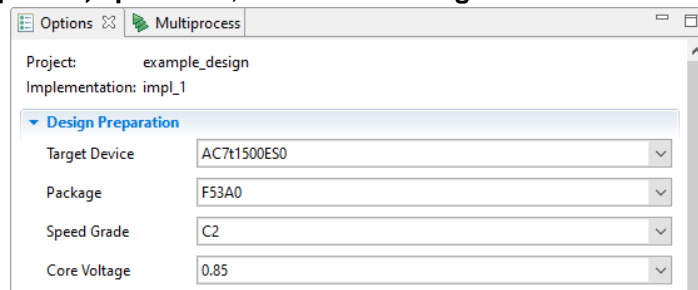 Options Multiprocess
Project: example_design
Implementation: impl_1
Design Preparation
Target Device AC7t1500ES0
Package F53A0
Speed Grade C2
Core Voltage 0.85